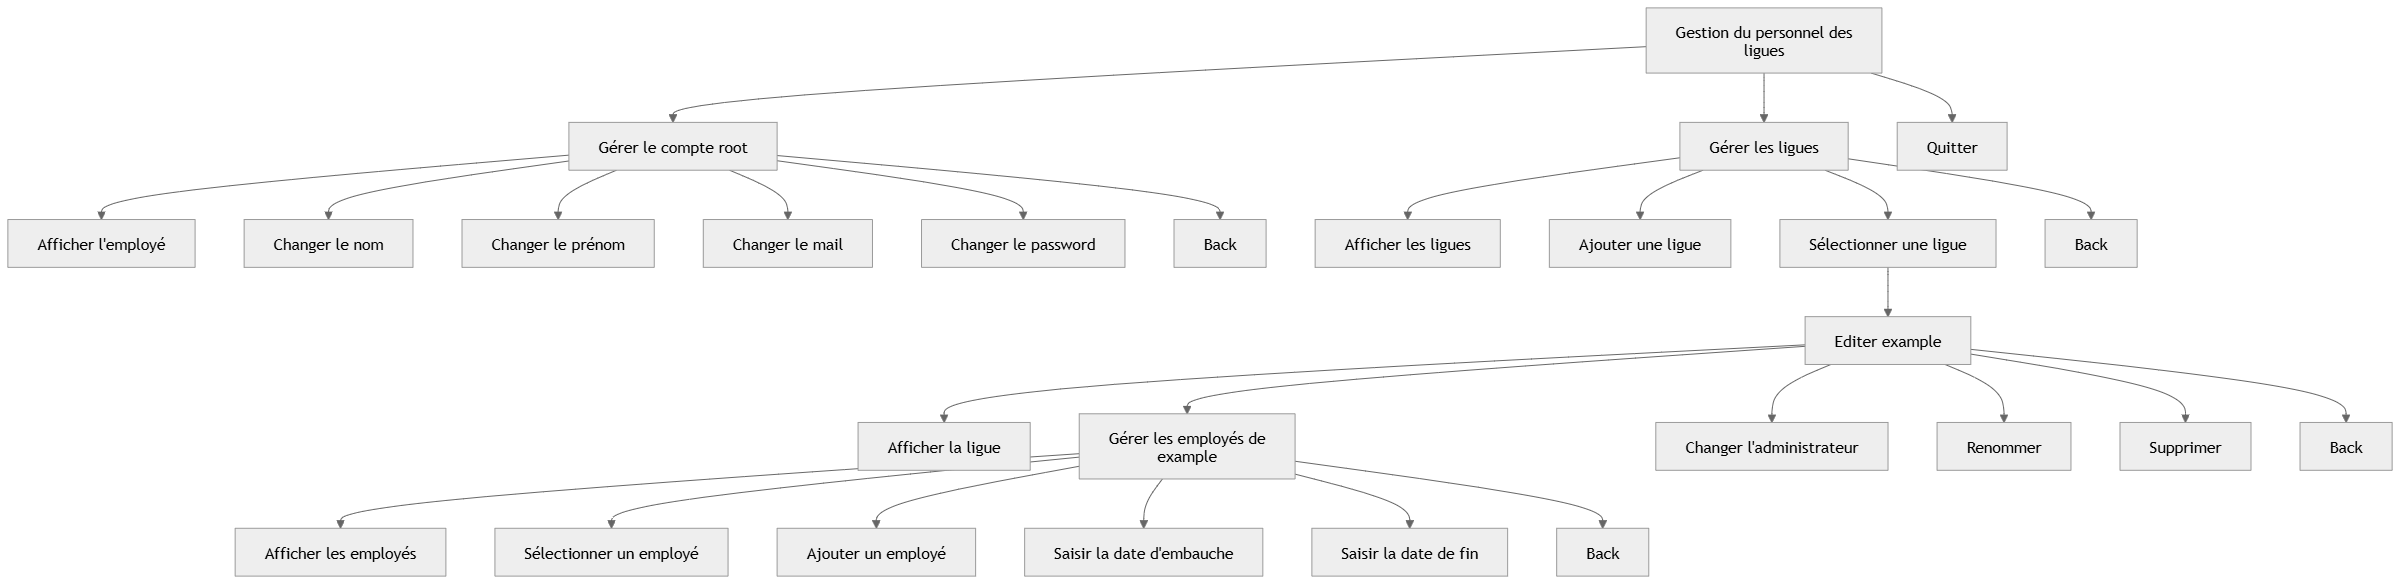 Gestion du personnel des
ligues
Gérer le compte root
Gérer les ligues
Quitter
Afficher l'employé
Changer le nom
Changer le prénom
Changer le mail
Changer le password
Back
Afficher les ligues
Ajouter une ligue
Sélectionner une ligue
Back
Editer example
Afficher la ligue
Gérer les employés de
example
Changer l'administrateur
Renommer
Supprimer
Back
Afficher les employés
Sélectionner un employé
Ajouter un employé
Saisir la date d'embauche
Saisir la date de fin
Back